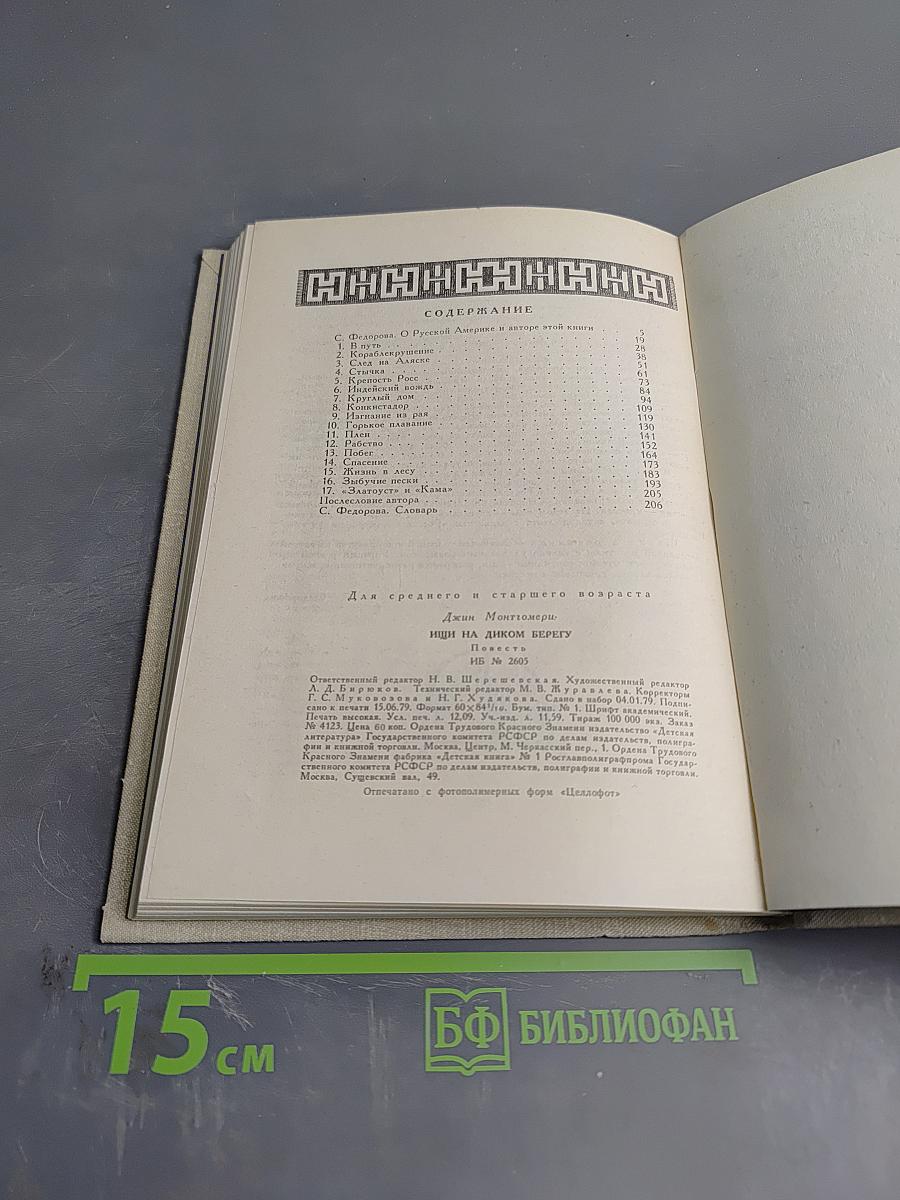 СОДЕРЖАНИЕ
С. Федорова. О Русской Америке и авторе этой книги . . 5
1. В путь . . . . . . . . . . 19
2. Кораблекрушение . . . . . . . . . . 28
3. След на Аляске . . . . . . . . . . 38
4. Стычка . . . . . . . . . . 51
5. Крепость Росс . . . . . . . . . . 61
6. Индейский вождь . . . . . . . . . . 73
7. Круглый дом . . . . . . . . . . 84
8. Конкистадор . . . . . . . . . . 94
9. Изгнание из рая . . . . . . . . . . 109
10. Горькое плавание . . . . . . . . . . 119
11. Плен . . . . . . . . . . 130
12. Рабство . . . . . . . . . . 141
13. Побег . . . . . . . . . . 152
14. Спасение . . . . . . . . . . 164
15. Жизнь в лесу . . . . . . . . . . 173
16. Зыбучие пески . . . . . . . . . . 183
17. «Златоуст» и «Кама» . . . . . . . . . . 193
Послесловие автора . . . . . . . . . . 205
С. Федорова. Словарь . . . . . . . . . . 206
Для среднего и старшего возраста
Джин Монтгомери
ИЩИ НА ДИКОМ БЕРЕГУ
Повесть
ИБ № 2605
Ответственный редактор Н. В. Шерешевская. Художественный редактор
Л. Д. Бирюков. Технический редактор М. В. Журавлева. Корректоры
Г. С. Муковозова и Н. Г. Худякова. Сдано в набор 04.01.79. Подпи-
сано к печати 15.06.79. Формат 60×84¹/₁₆. Бум. тип. № 1. Шрифт академический.
Печать высокая. Усл. печ. л. 12,09. Уч.-изд. л. 11,59. Тираж 100 000 экз. Заказ
№ 4123. Цена 60 коп. Ордена Трудового Красного Знамени издательство «Детская
литература» Государственного комитета РСФСР по делам издательств, полигра-
фии и книжной торговли. Москва, Центр, М. Черкасский пер., 1. Ордена Трудового
Красного Знамени фабрика «Детская книга» № 1 Росглавполиграфпрома Государ-
ственного комитета РСФСР по делам издательств, полиграфии и книжной торговли.
Москва, Сущевский вал, 49.
Отпечатано с фотополимерных форм «Целлофот»
15 см
БФ БИБЛИОФАН